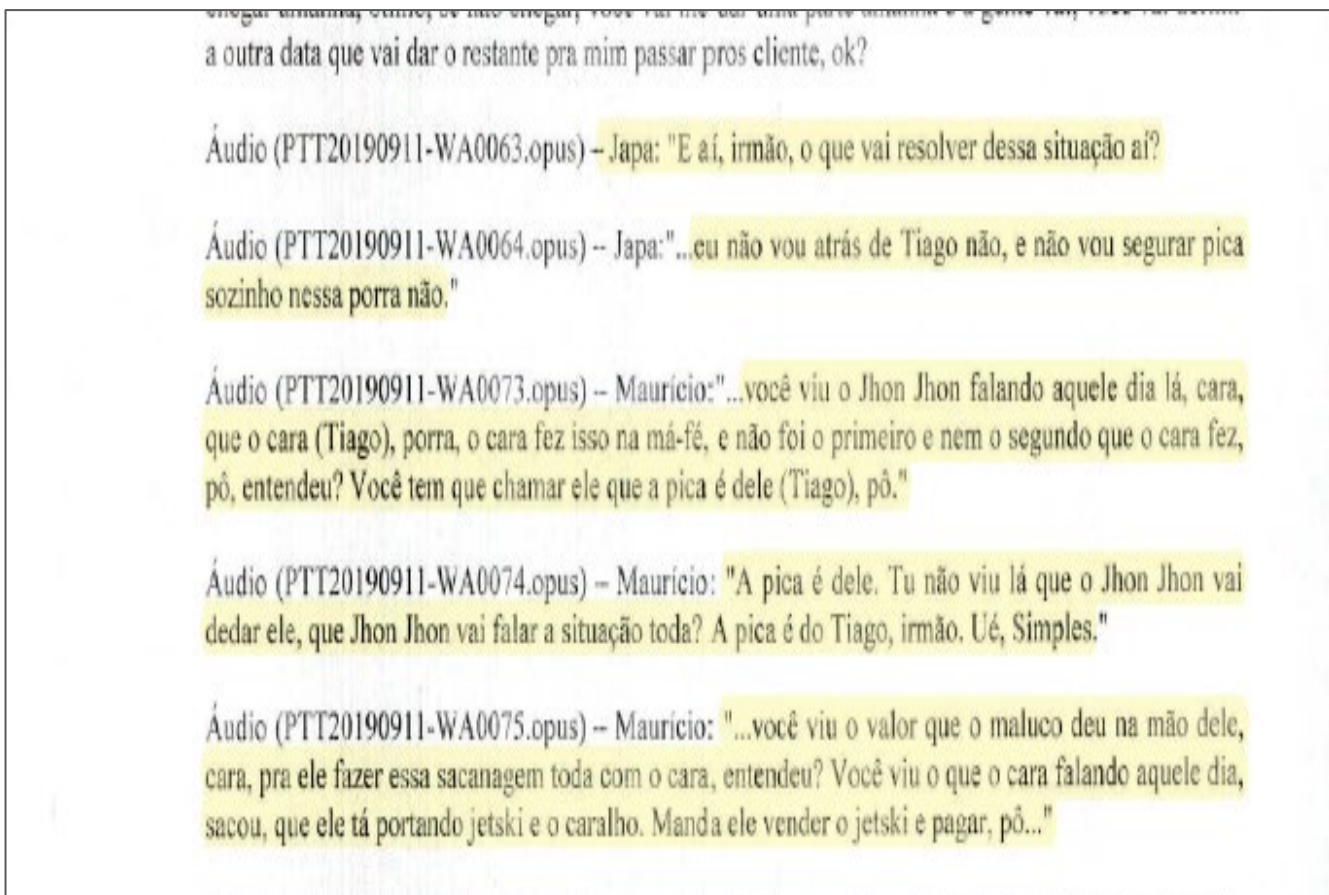 a outra data que vai dar o restante pra mim passar pros cliente, ok?
Áudio (PTT20190911-WA0063.opus) – Japa: "E aí, irmão, o que vai resolver dessa situação aí?
Áudio (PTT20190911-WA0064.opus) – Japa:"...eu não vou atrás de Tiago não, e não vou segurar pica
sozinho nessa porra não."
Áudio (PTT20190911-WA0073.opus) – Maurício:"...você viu o Jhon Jhon falando aquele dia lá, cara,
que o cara (Tiago), porra, o cara fez isso na má-fé, e não foi o primeiro e nem o segundo que o cara fez,
pô, entendeu? Você tem que chamar ele que a pica é dele (Tiago), pô."
Áudio (PTT20190911-WA0074.opus) – Maurício: "A pica é dele. Tu não viu lá que o Jhon Jhon vai
dedar ele, que Jhon Jhon vai falar a situação toda? A pica é do Tiago, irmão. Ué, Simples."
Áudio (PTT20190911-WA0075.opus) – Maurício: "...você viu o valor que o maluco deu na mão dele,
cara, pra ele fazer essa sacanagem toda com o cara, entendeu? Você viu o que o cara falando aquele dia,
sacou, que ele tá portando jetski e o caralho. Manda ele vender o jetski e pagar, pô..."